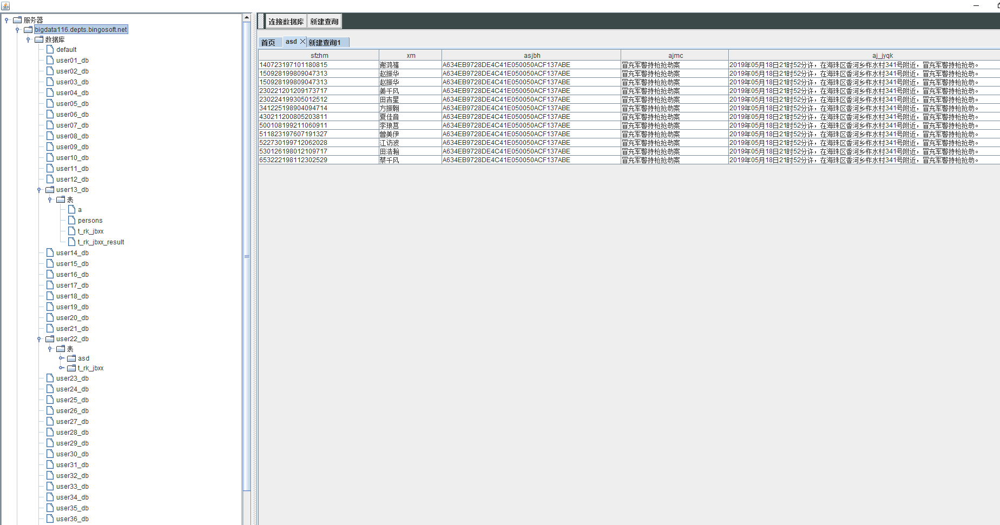 服务器
bigdata116.depts.bingosoft.net
数据库
default
user01_db
user02_db
user03_db
user04_db
user05_db
user06_db
user07_db
user08_db
user09_db
user10_db
user11_db
user12_db
user13_db
表
a
persons
t_rk_jbxx
t_rk_jbxx_result
user14_db
user15_db
user16_db
user17_db
user18_db
user19_db
user20_db
user21_db
user22_db
表
asd
t_rk_jbxx
user23_db
user24_db
user25_db
user26_db
user27_db
user28_db
user29_db
user30_db
user31_db
user32_db
user33_db
user34_db
user35_db
user36_db
连接数据库 新建查询
首页 asd 新建查询1
sfzhm xm asjbh ajmc aj_jyqk
140723197101180815 谢鸿禧 A634EB9728DE4C41E050050ACF137ABE 冒充军警持枪抢劫案 2019年05月18日21时52分许，在海珠区香河乡柞水村341号附近，冒充军警持枪抢劫。
150928199809047313 赵振华 A634EB9728DE4C41E050050ACF137ABE 冒充军警持枪抢劫案 2019年05月18日21时52分许，在海珠区香河乡柞水村341号附近，冒充军警持枪抢劫。
150928199809047313 赵振华 A634EB9728DE4C41E050050ACF137ABE 冒充军警持枪抢劫案 2019年05月18日21时52分许，在海珠区香河乡柞水村341号附近，冒充军警持枪抢劫。
230221201209173717 姜千风 A634EB9728DE4C41E050050ACF137ABE 冒充军警持枪抢劫案 2019年05月18日21时52分许，在海珠区香河乡柞水村341号附近，冒充军警持枪抢劫。
230224199305012512 田吉星 A634EB9728DE4C41E050050ACF137ABE 冒充军警持枪抢劫案 2019年05月18日21时52分许，在海珠区香河乡柞水村341号附近，冒充军警持枪抢劫。
341225198904094714 方振翱 A634EB9728DE4C41E050050ACF137ABE 冒充军警持枪抢劫案 2019年05月18日21时52分许，在海珠区香河乡柞水村341号附近，冒充军警持枪抢劫。
430211200805203811 夏佳音 A634EB9728DE4C41E050050ACF137ABE 冒充军警持枪抢劫案 2019年05月18日21时52分许，在海珠区香河乡柞水村341号附近，冒充军警持枪抢劫。
500108199211060911 李琅莒 A634EB9728DE4C41E050050ACF137ABE 冒充军警持枪抢劫案 2019年05月18日21时52分许，在海珠区香河乡柞水村341号附近，冒充军警持枪抢劫。
511823197607191327 曾美伊 A634EB9728DE4C41E050050ACF137ABE 冒充军警持枪抢劫案 2019年05月18日21时52分许，在海珠区香河乡柞水村341号附近，冒充军警持枪抢劫。
522730199712062028 江访波 A634EB9728DE4C41E050050ACF137ABE 冒充军警持枪抢劫案 2019年05月18日21时52分许，在海珠区香河乡柞水村341号附近，冒充军警持枪抢劫。
530126198012109717 田浩瀚 A634EB9728DE4C41E050050ACF137ABE 冒充军警持枪抢劫案 2019年05月18日21时52分许，在海珠区香河乡柞水村341号附近，冒充军警持枪抢劫。
653222198112302529 蔡千风 A634EB9728DE4C41E050050ACF137ABE 冒充军警持枪抢劫案 2019年05月18日21时52分许，在海珠区香河乡柞水村341号附近，冒充军警持枪抢劫。